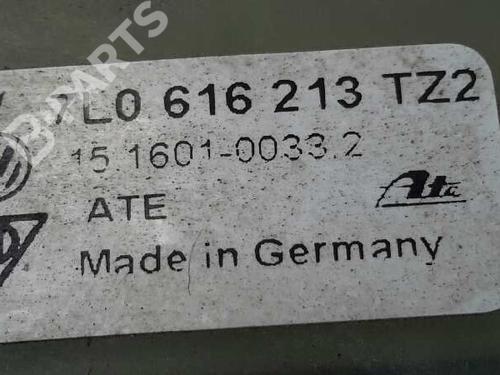 B-PARTS
7L0 616 213 TZ2
15.1601-0033.2
ATE
Ate
Made in Germany